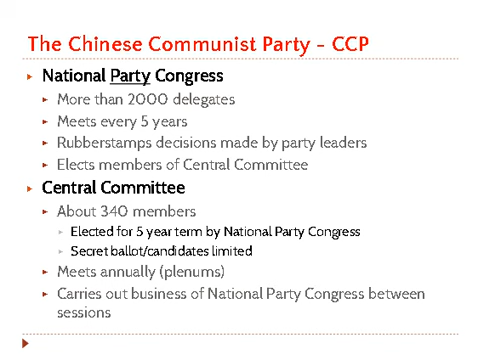 The Chinese Communist Party - CCP
National Party Congress
More than 2000 delegates
Meets every 5 years
Rubberstamps decisions made by party leaders
Elects members of Central Committee
Central Committee
About 340 members
Elected for 5 year term by National Party Congress
Secret ballot/candidates limited
Meets annually (plenums)
Carries out business of National Party Congress between
sessions